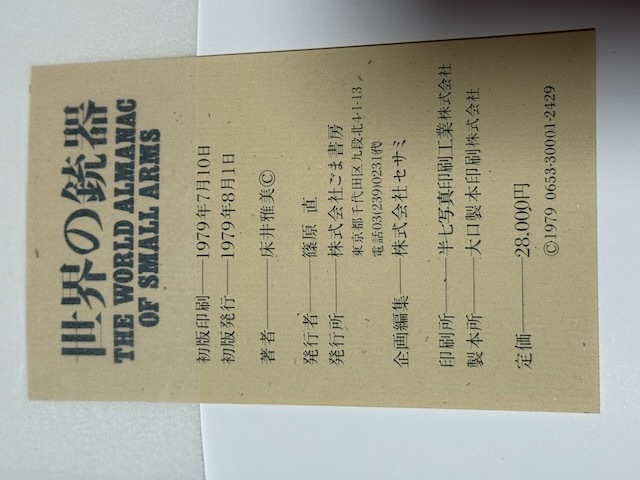 世界の銃器
THE WORLD ALMANAC
OF SMALL ARMS
初版印刷——1979年7月10日
初版発行——1979年8月1日
著者———床井雅美©
発行者———篠原 直
発行所———株式会社ごま書房
東京都千代田区九段北4-1-13
電話03(239)0231代
企画編集——株式会社セサミ
印刷所———半七写真印刷工業株式会社
製本所———大口製本印刷株式会社
定価————28,000円
©1979 0653-30001-2429